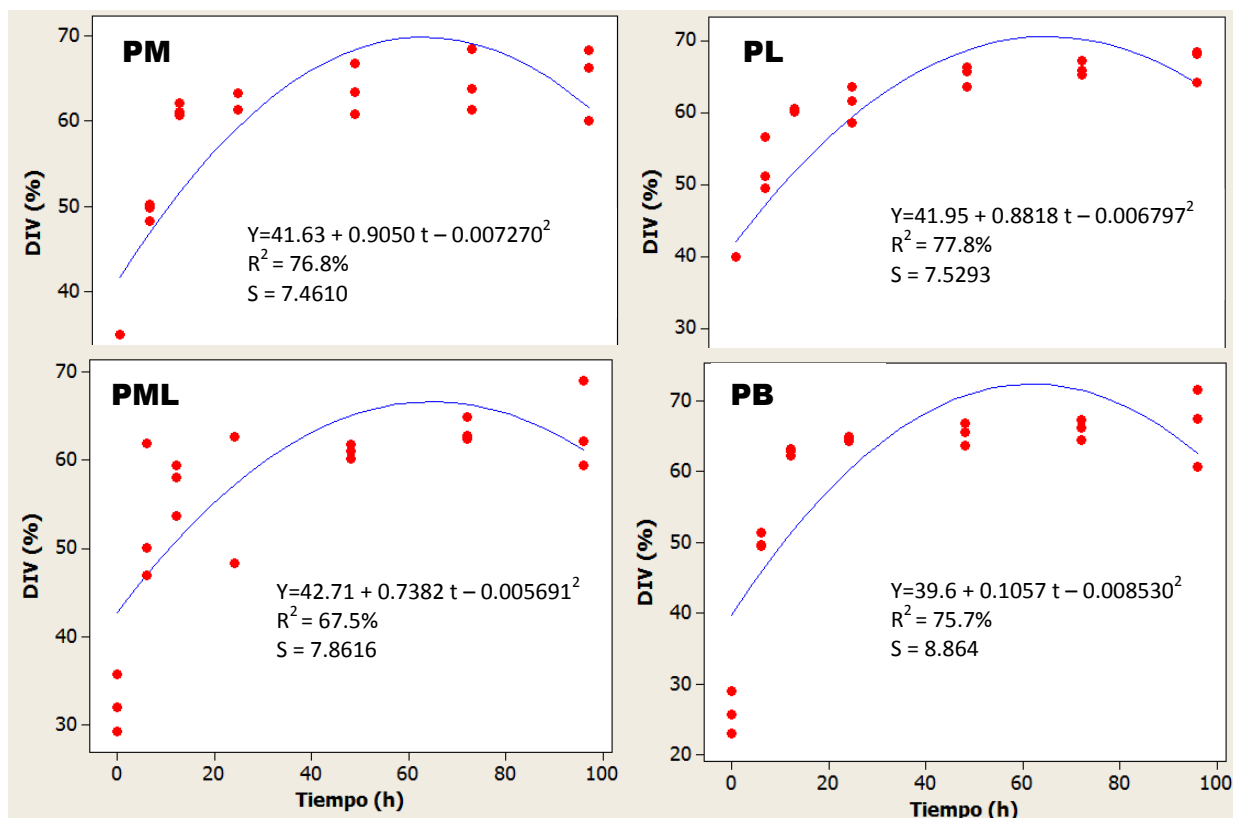 PM
70
60
50
40
DIV (%)
Y=41.63 + 0.9050 t – 0.007270²
R² = 76.8%
S = 7.4610
PL
70
60
50
40
30
DIV (%)
Y=41.95 + 0.8818 t – 0.006797²
R² = 77.8%
S = 7.5293
PML
70
60
50
40
30
DIV (%)
Y=42.71 + 0.7382 t – 0.005691²
R² = 67.5%
S = 7.8616
0 20 40 60 80 100
Tiempo (h)
PB
70
60
50
40
30
20
DIV (%)
Y=39.6 + 0.1057 t – 0.008530²
R² = 75.7%
S = 8.864
0 20 40 60 80 100
Tiempo (h)